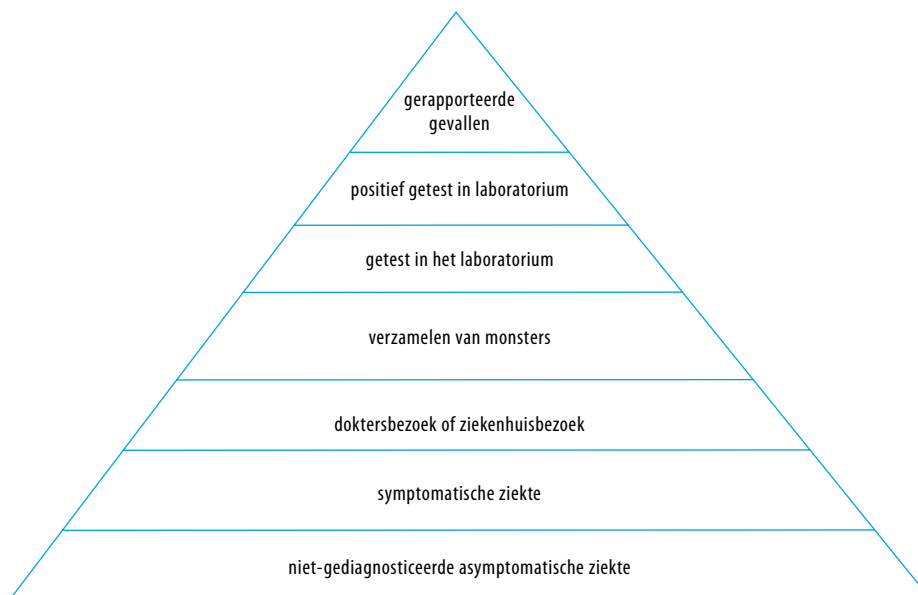 gerapporteerde
gevallen
positief getest in laboratorium
getest in het laboratorium
verzamelen van monsters
doktersbezoek of ziekenhuisbezoek
symptomatische ziekte
niet-gediagnosticeerde asymptomatische ziekte